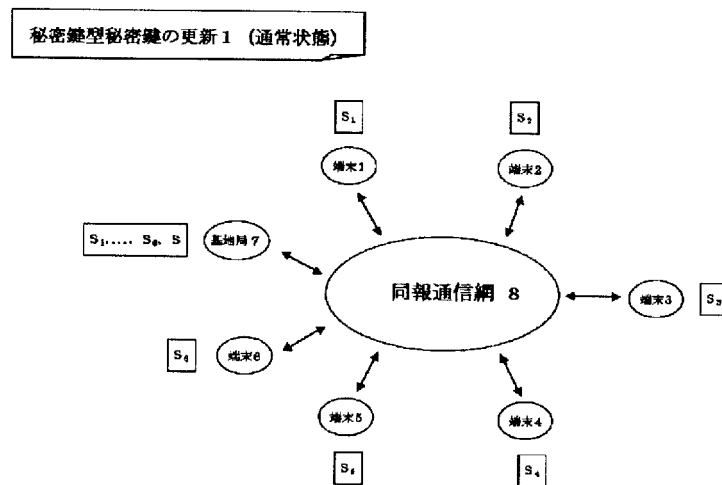 秘密鍵型秘密鍵の更新1 (通常状態)
S₁
S₂
端末1
端末2
S₁,...., S₆, S
基地局7
同報通信網 8
端末3
S₃
S₆
端末6
端末5
端末4
S₅
S₄